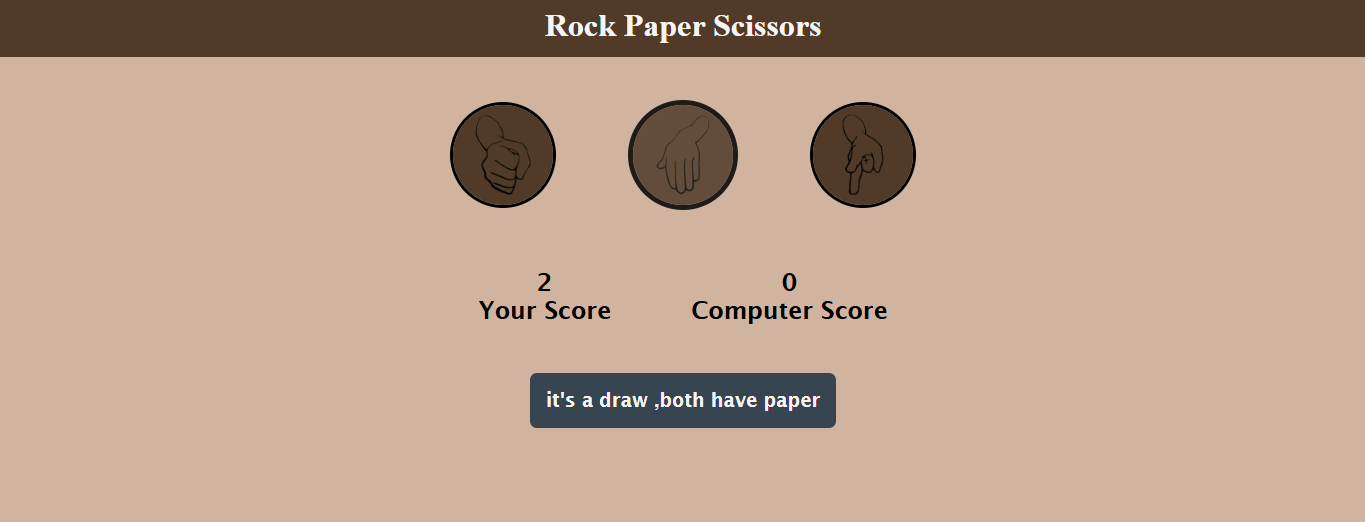 Rock Paper Scissors
2
Your Score
0
Computer Score
it's a draw ,both have paper